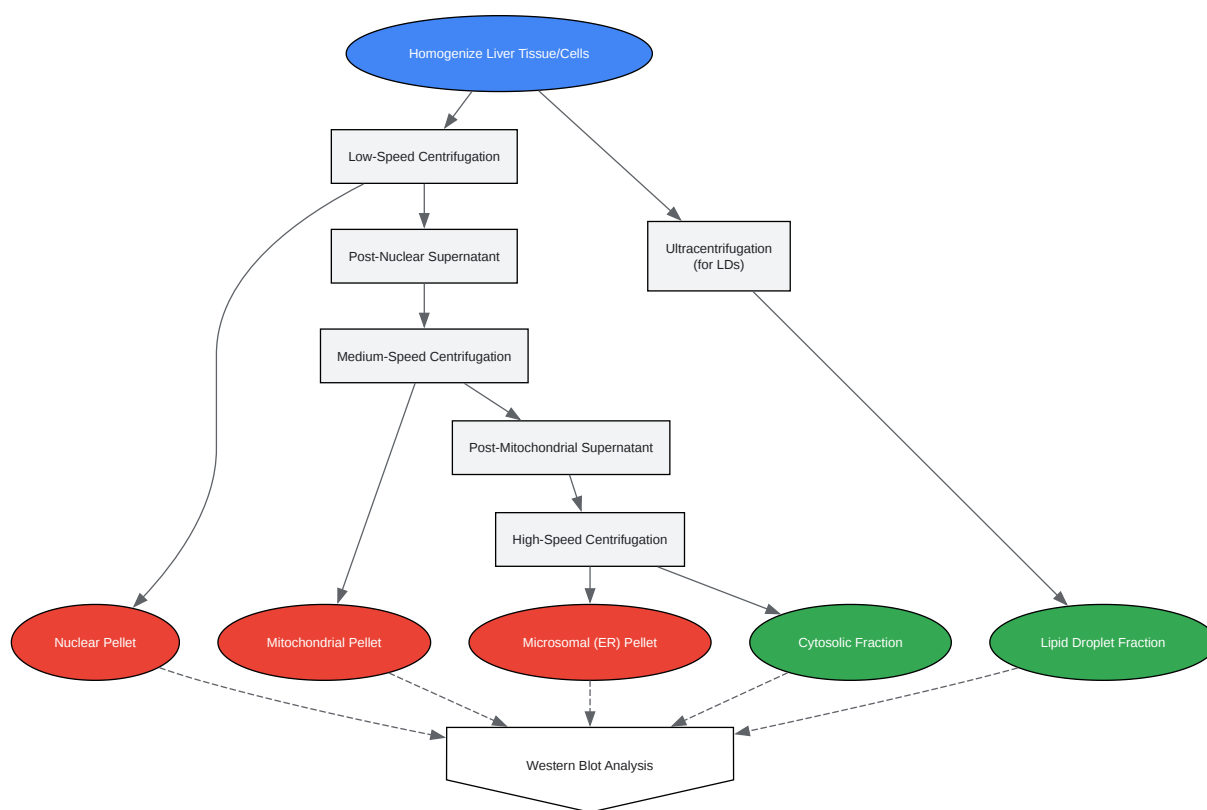 Homogenize Liver Tissue/Cells
Low-Speed Centrifugation
Post-Nuclear Supernatant
Ultracentrifugation
(for LDs)
Medium-Speed Centrifugation
Post-Mitochondrial Supernatant
High-Speed Centrifugation
Nuclear Pellet
Mitochondrial Pellet
Microsomal (ER) Pellet
Cytosolic Fraction
Lipid Droplet Fraction
Western Blot Analysis